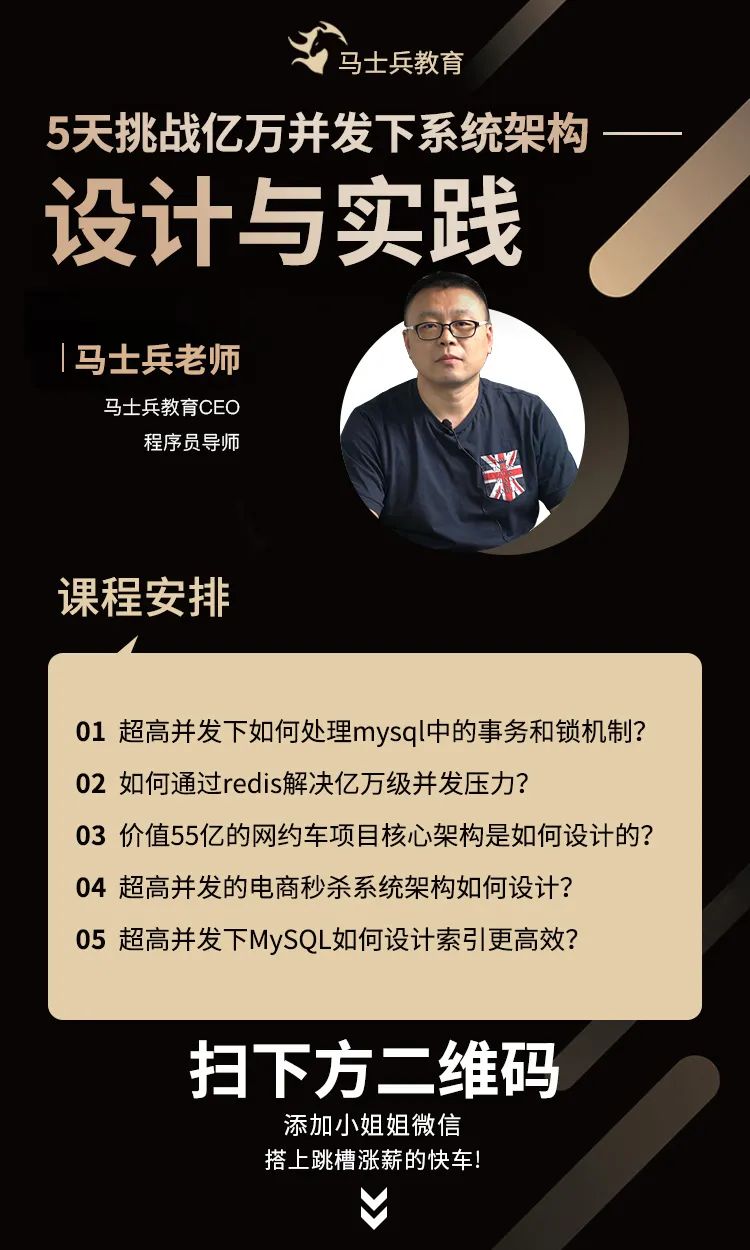 马士兵教育
5天挑战亿万并发下系统架构
设计与实践
马士兵老师
马士兵教育CEO
程序员导师
课程安排
01 超高并发下如何处理mysql中的事务和锁机制?
02 如何通过redis解决亿万级并发压力?
03 价值55亿的网约车项目核心架构是如何设计的?
04 超高并发的电商秒杀系统架构如何设计?
05 超高并发下MySQL如何设计索引更高效?
扫下方二维码
添加小姐姐微信
搭上跳槽涨薪的快车!